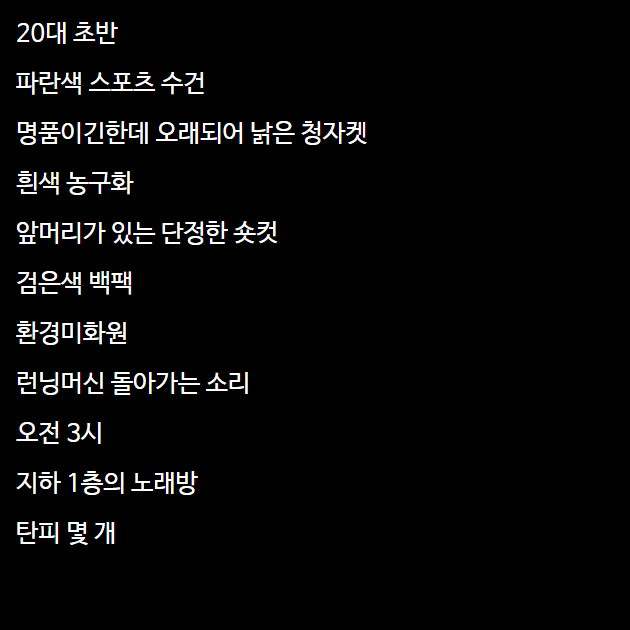 20대 초반
파란색 스포츠 수건
명품이긴한데 오래되어 낡은 청자켓
흰색 농구화
앞머리가 있는 단정한 숏컷
검은색 백팩
환경미화원
런닝머신 돌아가는 소리
오전 3시
지하 1층의 노래방
탄피 몇 개